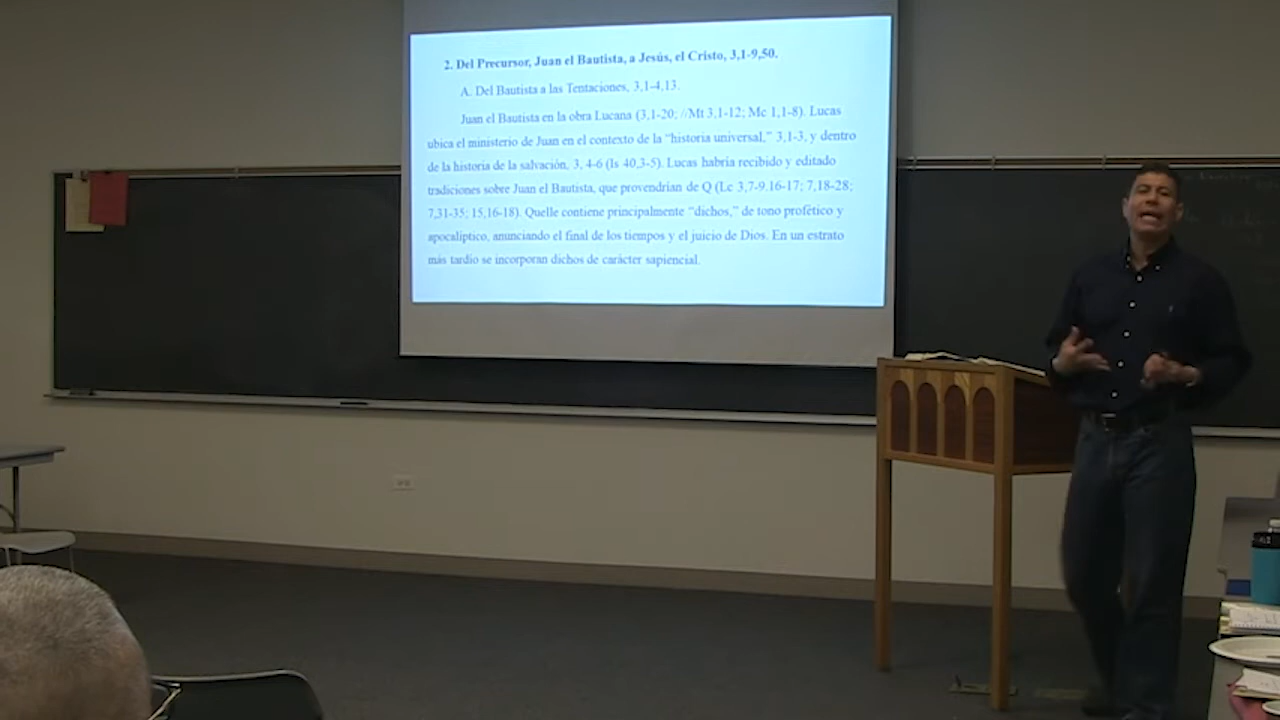 2. Del Precursor, Juan el Bautista, a Jesús, el Cristo, 3,1-9,50.
A. Del Bautista a las Tentaciones, 3,1-4,13.
Juan el Bautista en la obra Lucana (3,1-20; //Mt 3,1-12; Mc 1,1-8). Lucas
ubica el ministerio de Juan en el contexto de la “historia universal,” 3,1-3, y dentro
de la historia de la salvación, 3, 4-6 (Is 40,3-5). Lucas habría recibido y editado
tradiciones sobre Juan el Bautista, que provendrían de Q (Lc 3,7-9.16-17; 7,18-28;
7,31-35; 15,16-18). Quelle contiene principalmente “dichos,” de tono profético y
apocalíptico, anunciando el final de los tiempos y el juicio de Dios. En un estrato
más tardío se incorporan dichos de carácter sapiencial.